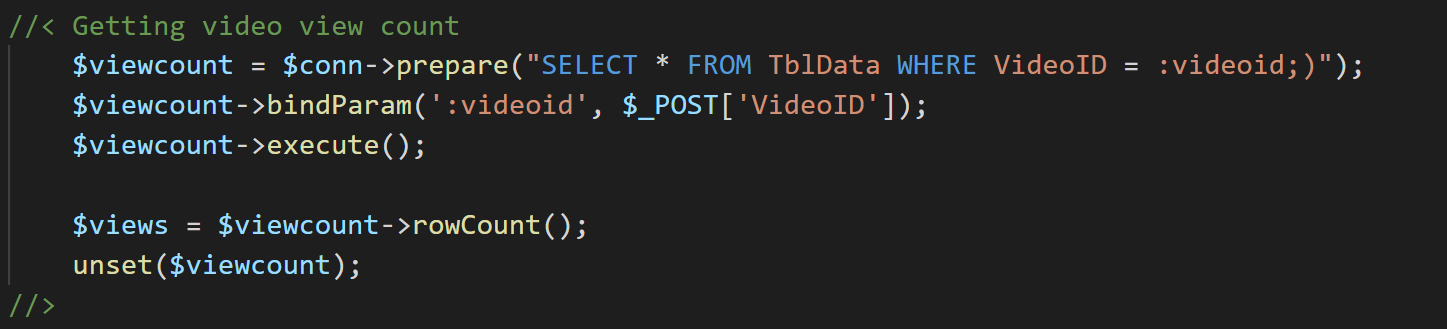 //< Getting video view count
$viewcount = $conn->prepare("SELECT * FROM TblData WHERE VideoID = :videoid;)");
$viewcount->bindParam(':videoid', $_POST['VideoID']);
$viewcount->execute();
$views = $viewcount->rowCount();
unset($viewcount);
//>